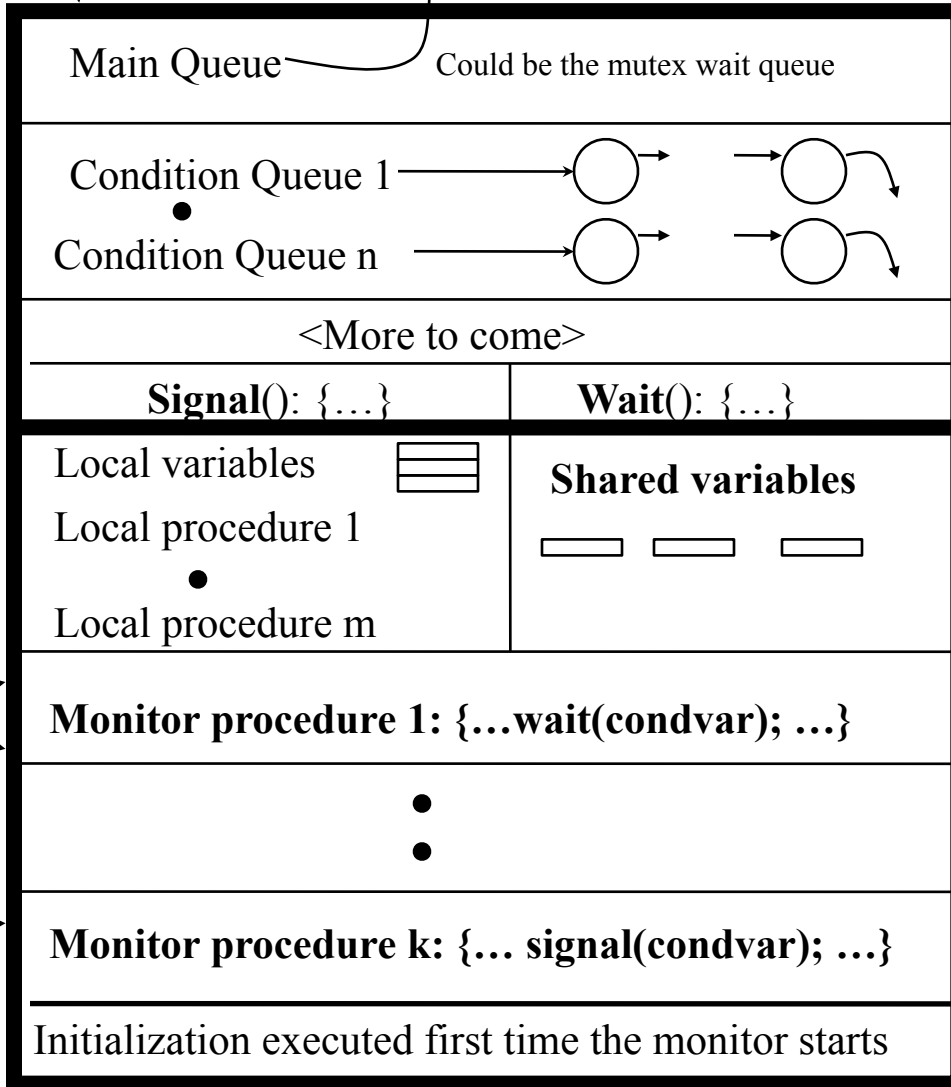 Main Queue Could be the mutex wait queue
Condition Queue 1
Condition Queue n
<More to come>
Signal(): {…} Wait(): {…}
Local variables Shared variables
Local procedure 1
Local procedure m
Monitor procedure 1: {…wait(condvar); …}
Monitor procedure k: {… signal(condvar); …}
Initialization executed first time the monitor starts